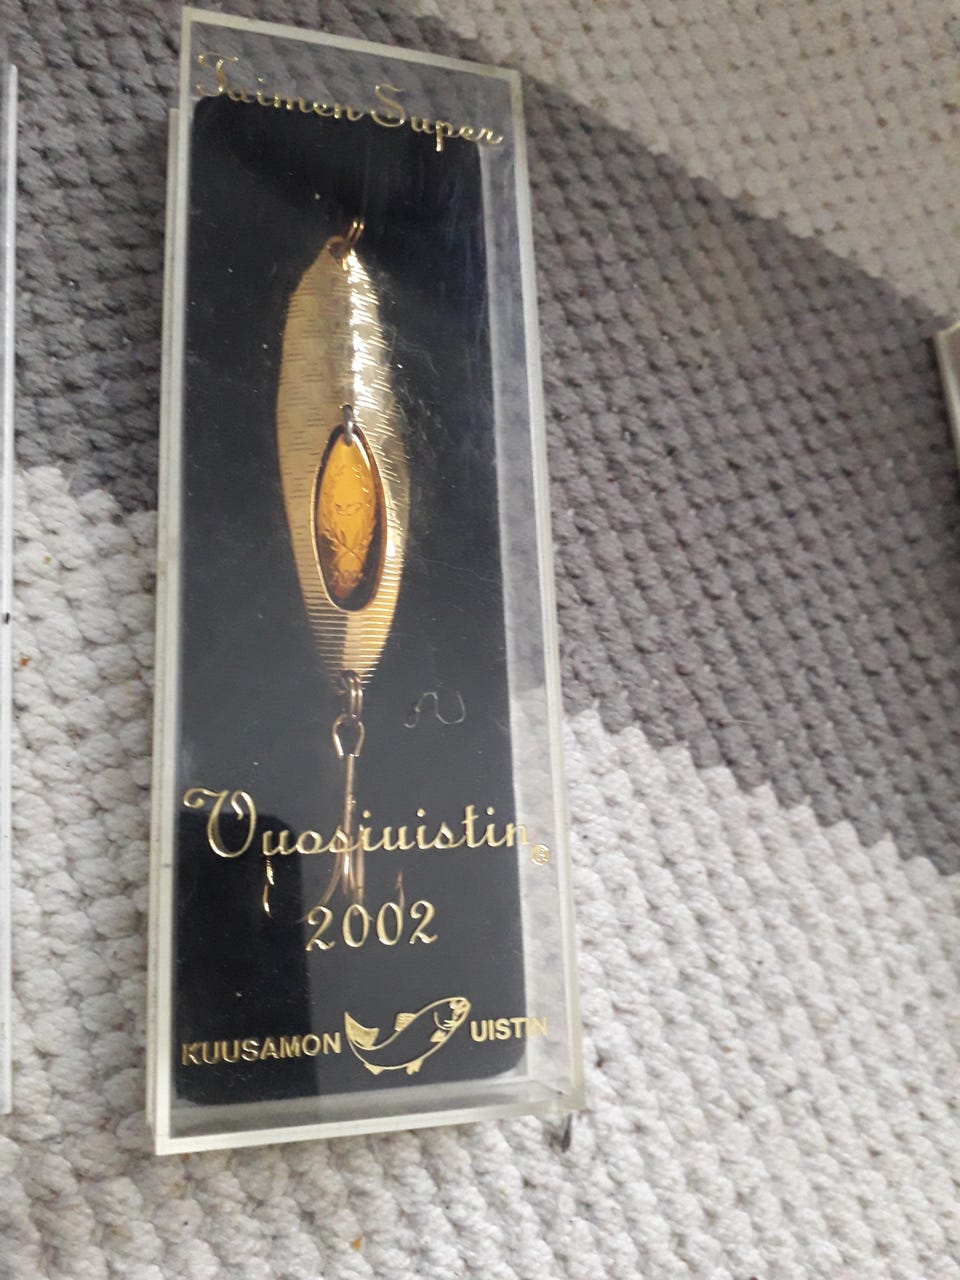 Taimen Super
Vuosiuistin®
2002
KUUSAMON UISTIN